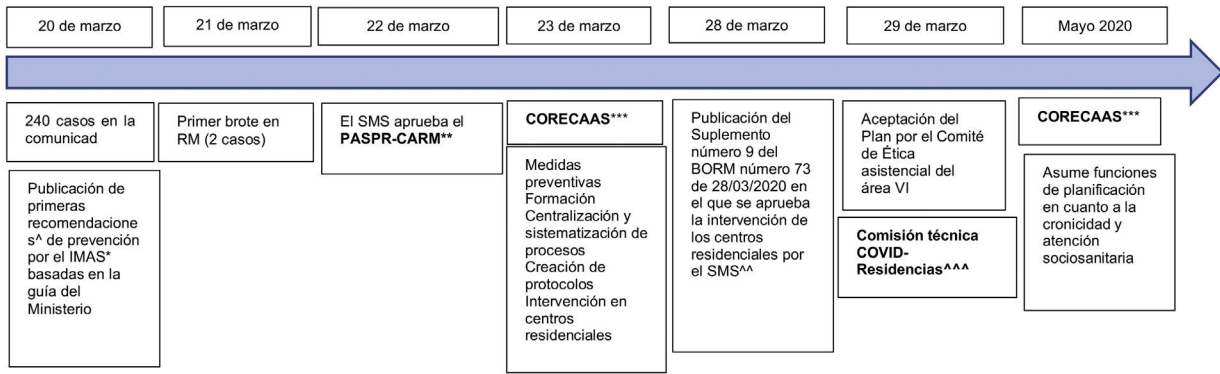 20 de marzo
21 de marzo
22 de marzo
23 de marzo
28 de marzo
29 de marzo
Mayo 2020
240 casos en la
comunicad
Publicación de
primeras
recomendacione
s^ de prevención
por el IMAS*
basadas en la
guía del
Ministerio
Primer brote en
RM (2 casos)
El SMS aprueba el
PASPR-CARM**
CORECAAS***
Medidas
preventivas
Formación
Centralización y
sistematización de
procesos
Creación de
protocolos
Intervención en
centros
residenciales
Publicación del
Suplemento
número 9 del
BORM número 73
de 28/03/2020 en
el que se aprueba
la intervención de
los centros
residenciales por
el SMS^^
Aceptación del
Plan por el Comité
de Ética
asistencial del
área VI
Comisión técnica
COVID-
Residencias^^^
CORECAAS***
Asume funciones
de planificación
en cuanto a la
cronicidad y
atención
sociosanitaria